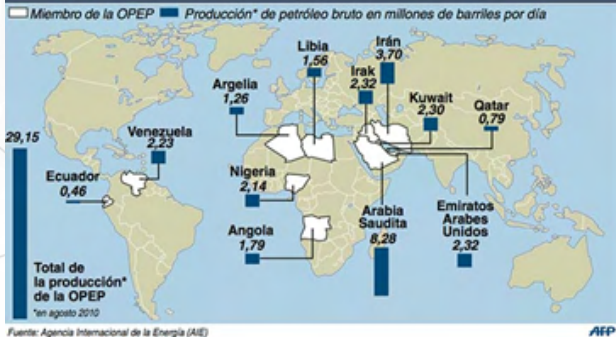 Miembro de la OPEP
Producción* de petróleo bruto en millones de barriles por día
Libia
1,56
Irán
3,70
Irak
2,32
Argelia
1,26
Kuwait
2,30
Qatar
0,79
29,15
Venezuela
2,23
Ecuador
0,46
Nigeria
2,14
Angola
1,79
Arabia
Saudita
8,28
Emiratos
Arabes
Unidos
2,32
Total de
la producción*
de la OPEP
*en agosto 2010
Fuente: Agencia Internacional de la Energía (AIE)
AFP